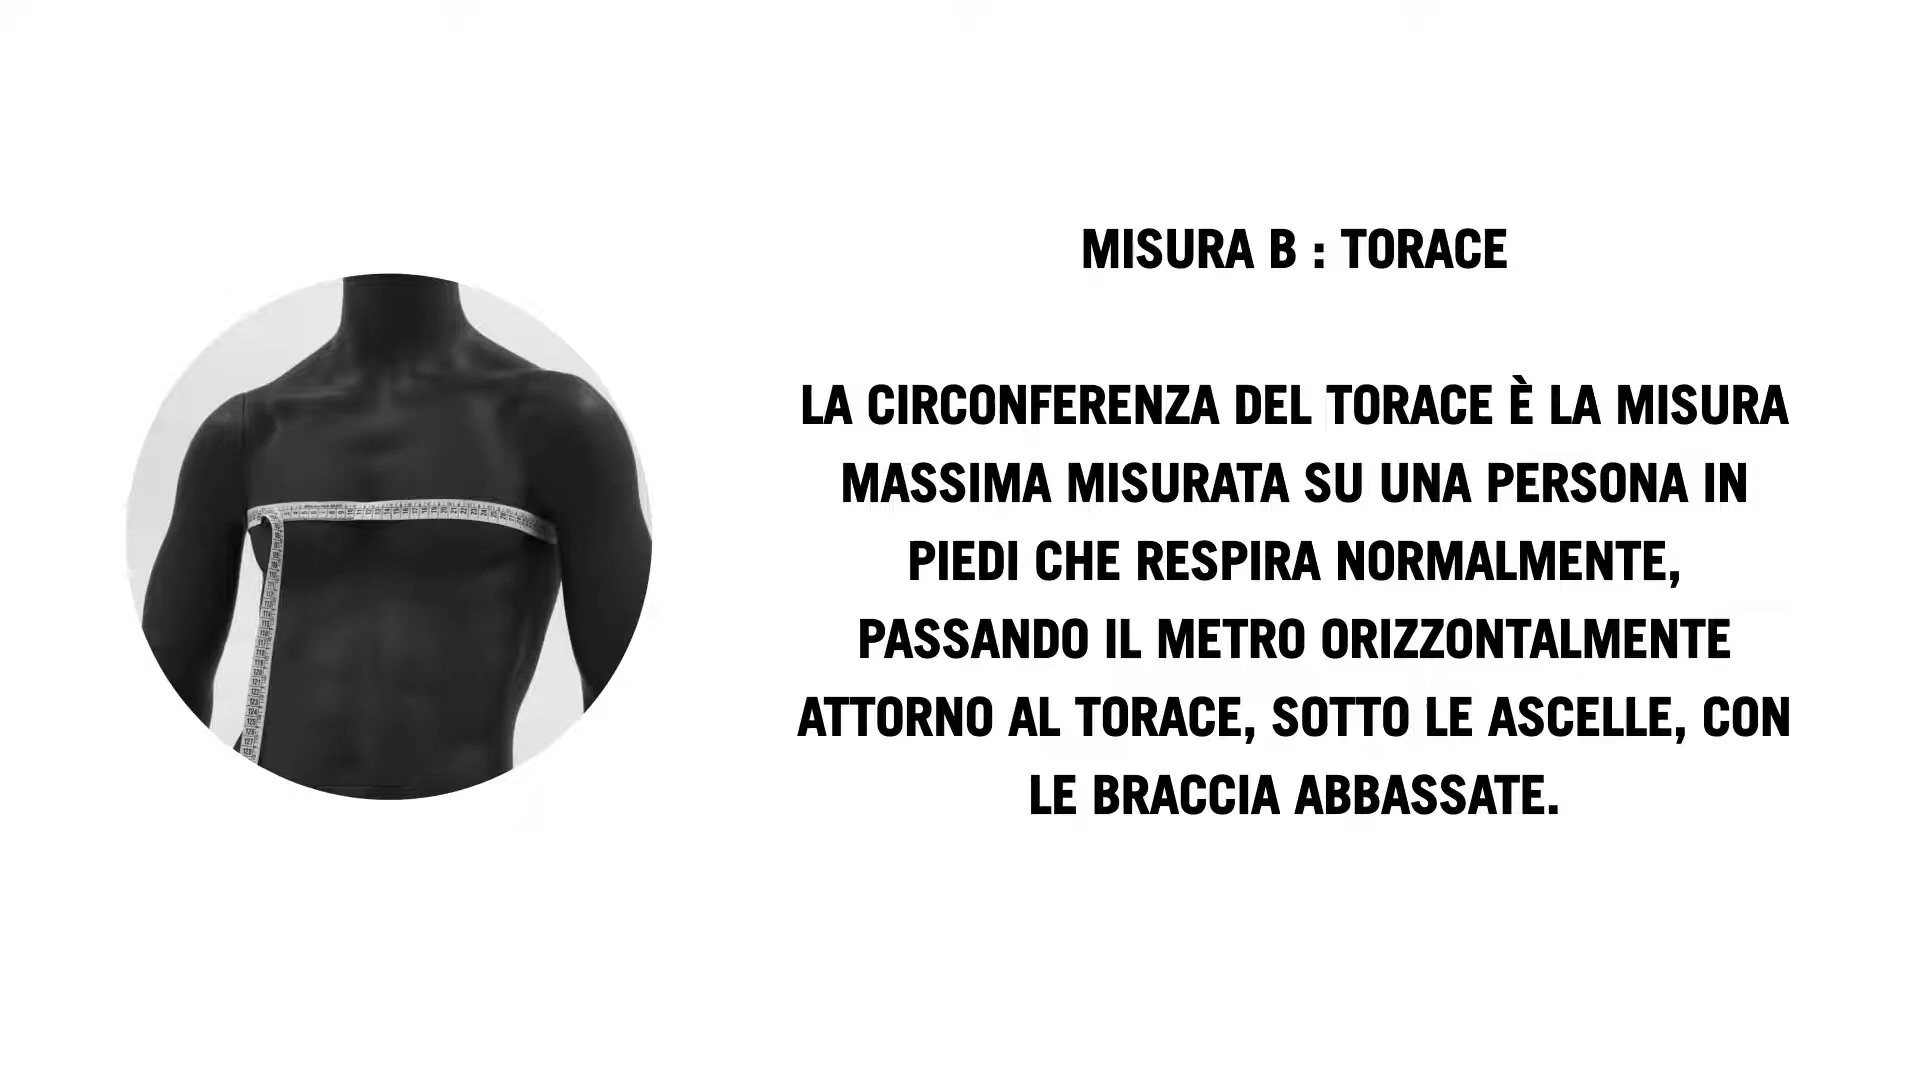 MISURA B : TORACE
LA CIRCONFERENZA DEL TORACE È LA MISURA
MASSIMA MISURATA SU UNA PERSONA IN
PIEDI CHE RESPIRA NORMALMENTE,
PASSANDO IL METRO ORIZZONTALMENTE
ATTORNO AL TORACE, SOTTO LE ASCELLE, CON
LE BRACCIA ABBASSATE.